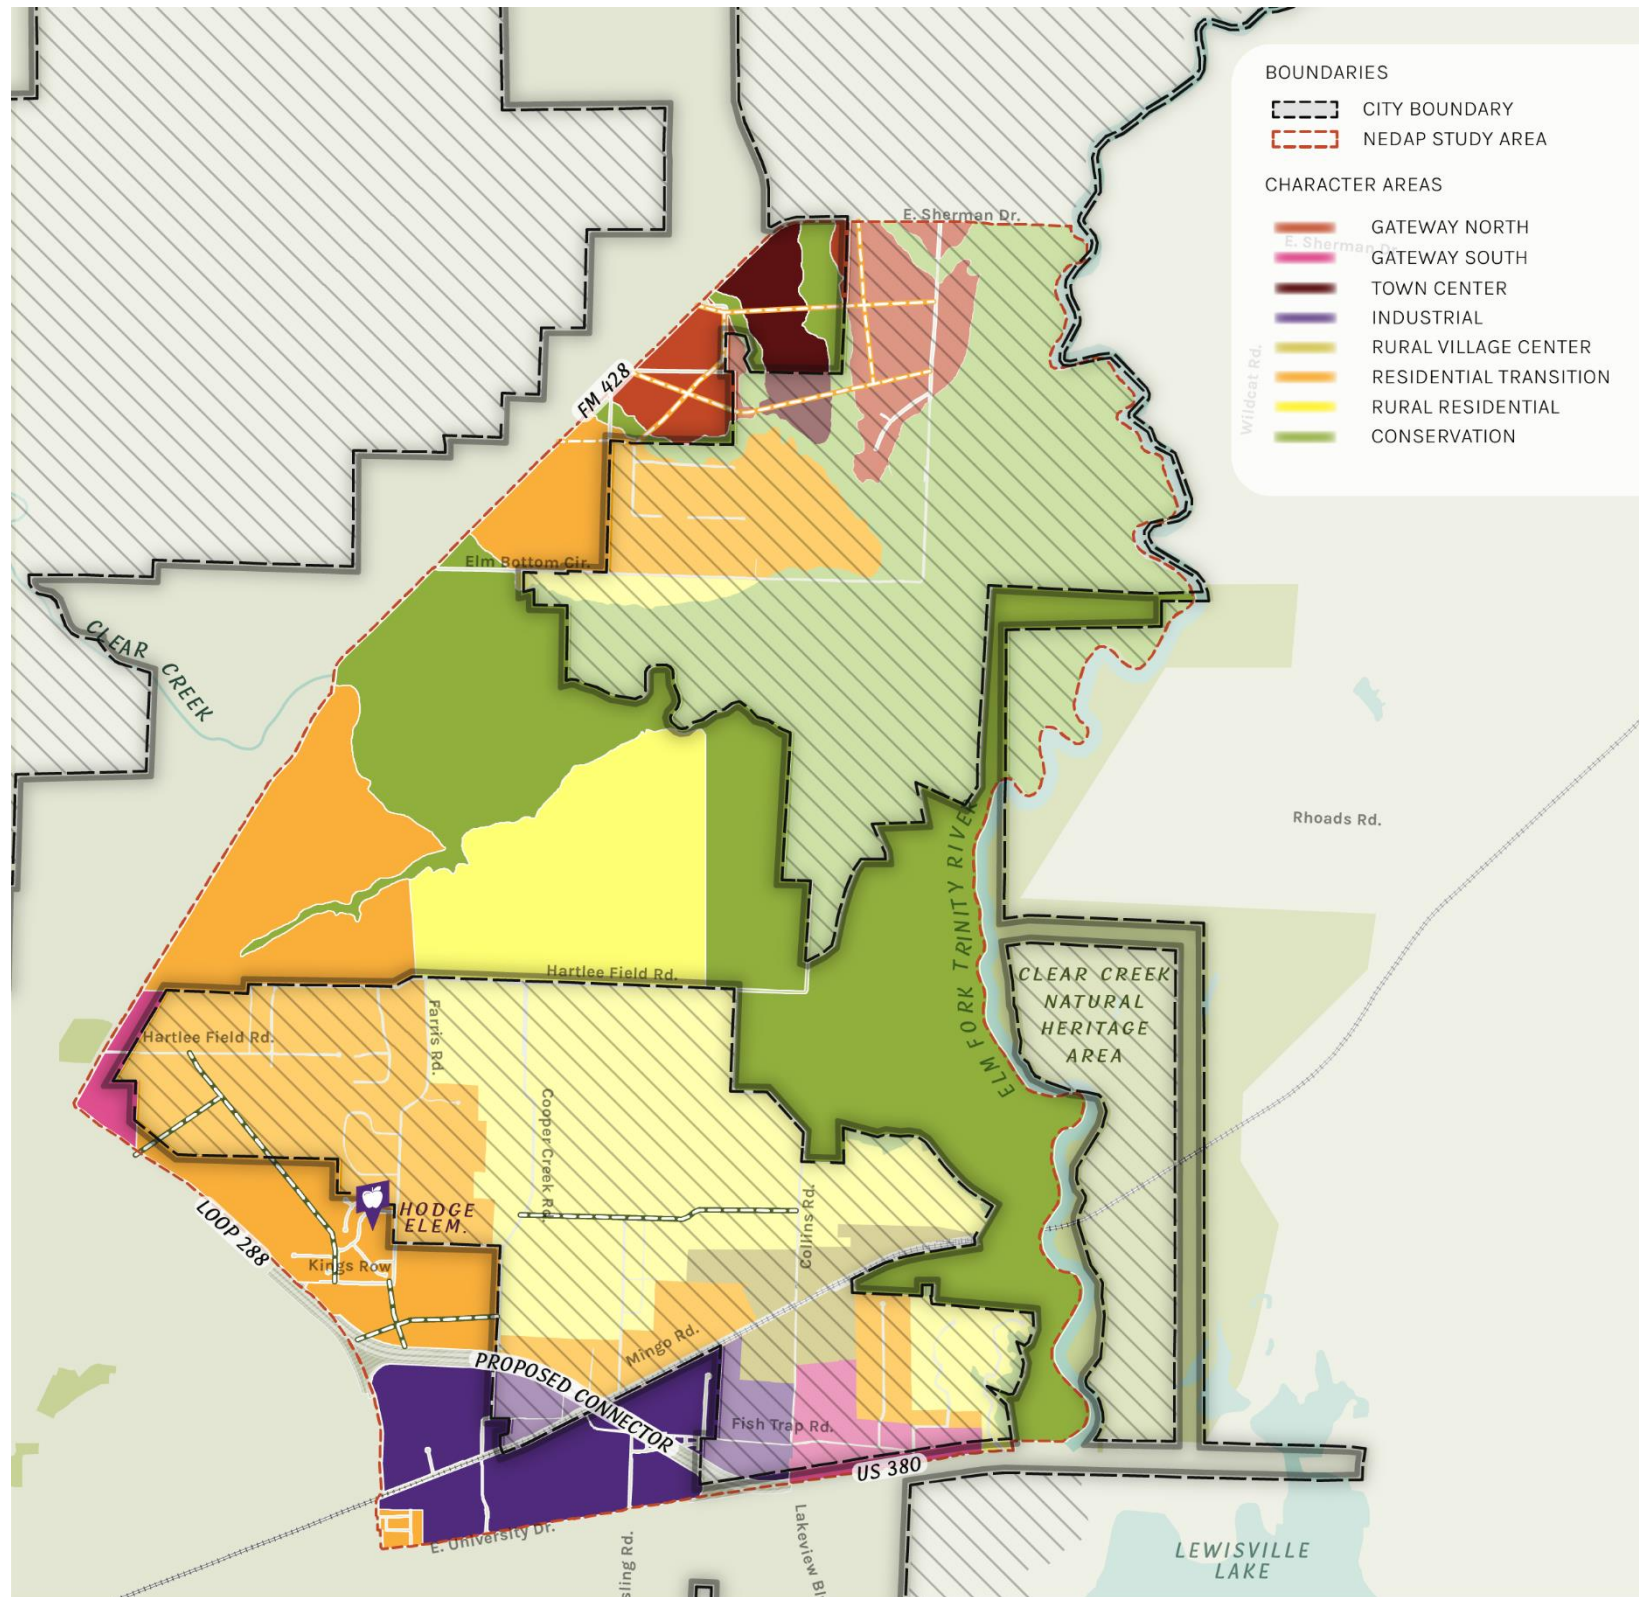 BOUNDARIES
CITY BOUNDARY
NEDAP STUDY AREA
CHARACTER AREAS
GATEWAY NORTH
E. Sherman Dr.
GATEWAY SOUTH
TOWN CENTER
INDUSTRIAL
RURAL VILLAGE CENTER
RESIDENTIAL TRANSITION
RURAL RESIDENTIAL
CONSERVATION
E. Sherman Dr.
Wildcat Rd.
FM 428
Elm Bottom Cir.
CLEAR CREEK
Rhoads Rd.
ELM FORK TRINITY RIVER
Hartlee Field Rd.
CLEAR CREEK
NATURAL
HERITAGE
AREA
Hartlee Field Rd.
Farris Rd.
Cooper Creek Rd.
Collins Rd.
HODGE
ELEM.
LOOP 288
Kings Row
Mingo Rd.
PROPOSED CONNECTOR
Fish Trap Rd.
US 380
E. University Dr.
sling Rd.
Lakeview Bl
LEWISVILLE
LAKE